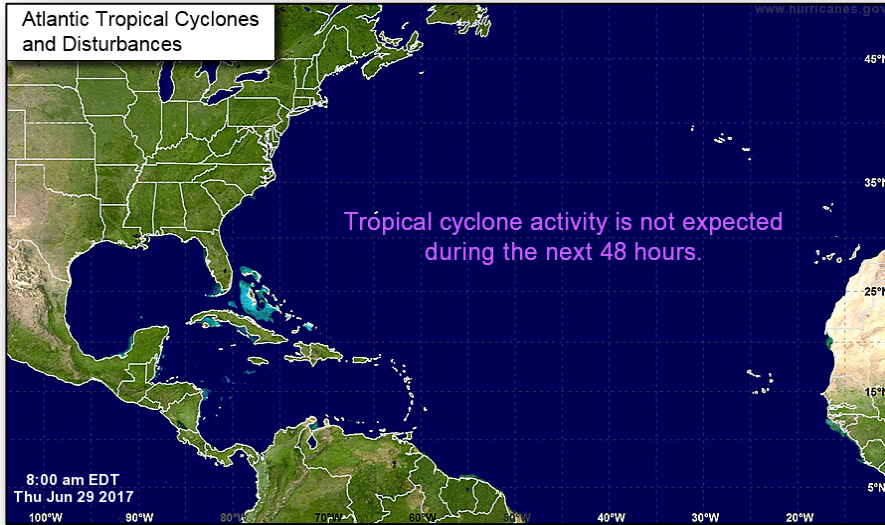 Atlantic Tropical Cyclones
and Disturbances
www.hurricanes.gov
45°N
35°N
Tropical cyclone activity is not expected
during the next 48 hours.
25°N
15°N
8:00 am EDT
Thu Jun 29 2017
5°N
100°W 90°W 80°W 70°W 60°W 50°W 40°W 30°W 20°W